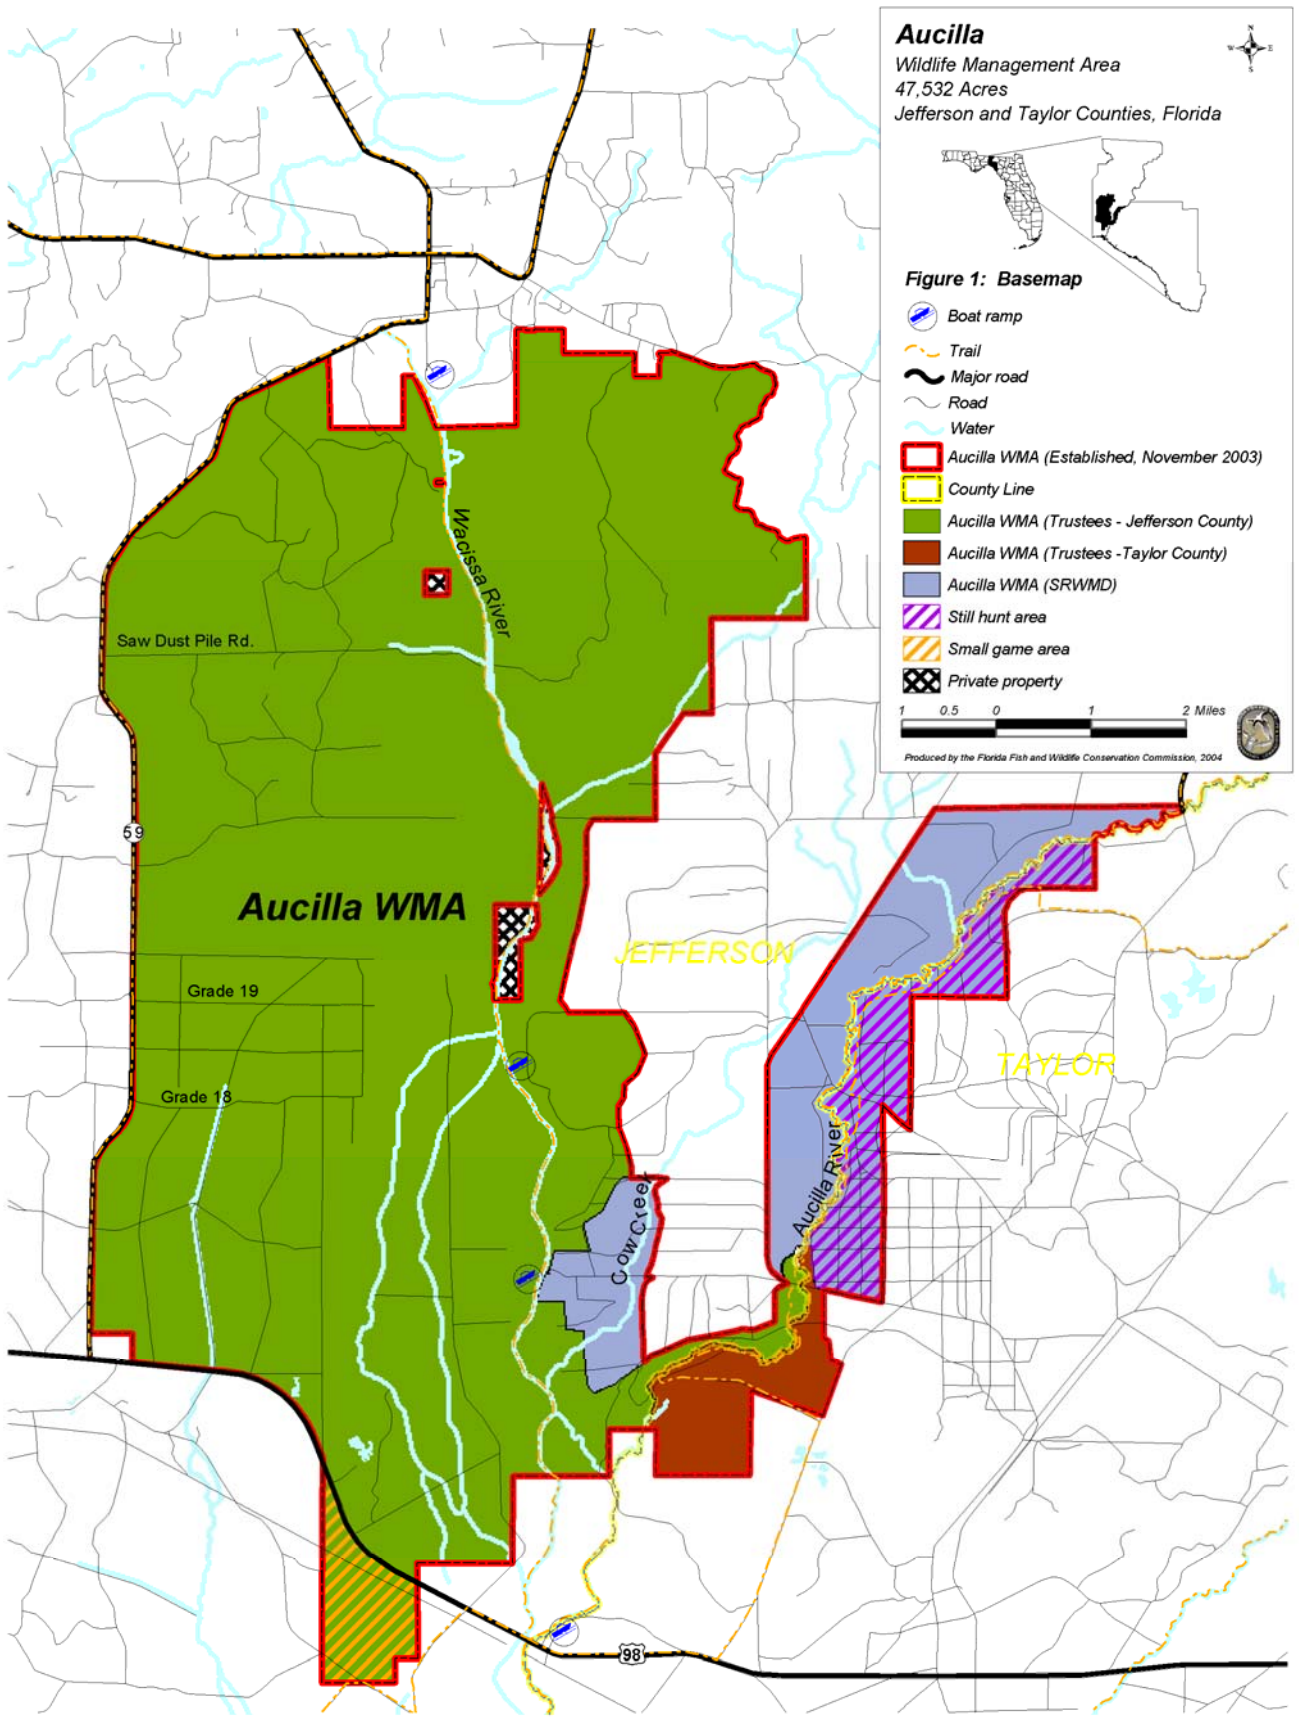 Aucilla
Wildlife Management Area
47,532 Acres
Jefferson and Taylor Counties, Florida
N
W E
S
Figure 1: Basemap
Boat ramp
Trail
Major road
Road
Water
Aucilla WMA (Established, November 2003)
County Line
Aucilla WMA (Trustees - Jefferson County)
Aucilla WMA (Trustees -Taylor County)
Aucilla WMA (SRWMD)
Still hunt area
Small game area
Private property
1 0.5 0 1 2 Miles
Produced by the Florida Fish and Wildlife Conservation Commission, 2004
Wacissa River
Saw Dust Pile Rd.
59
Aucilla WMA
JEFFERSON
Grade 19
TAYLOR
Grade 18
Aucilla River
Cow Creek
98